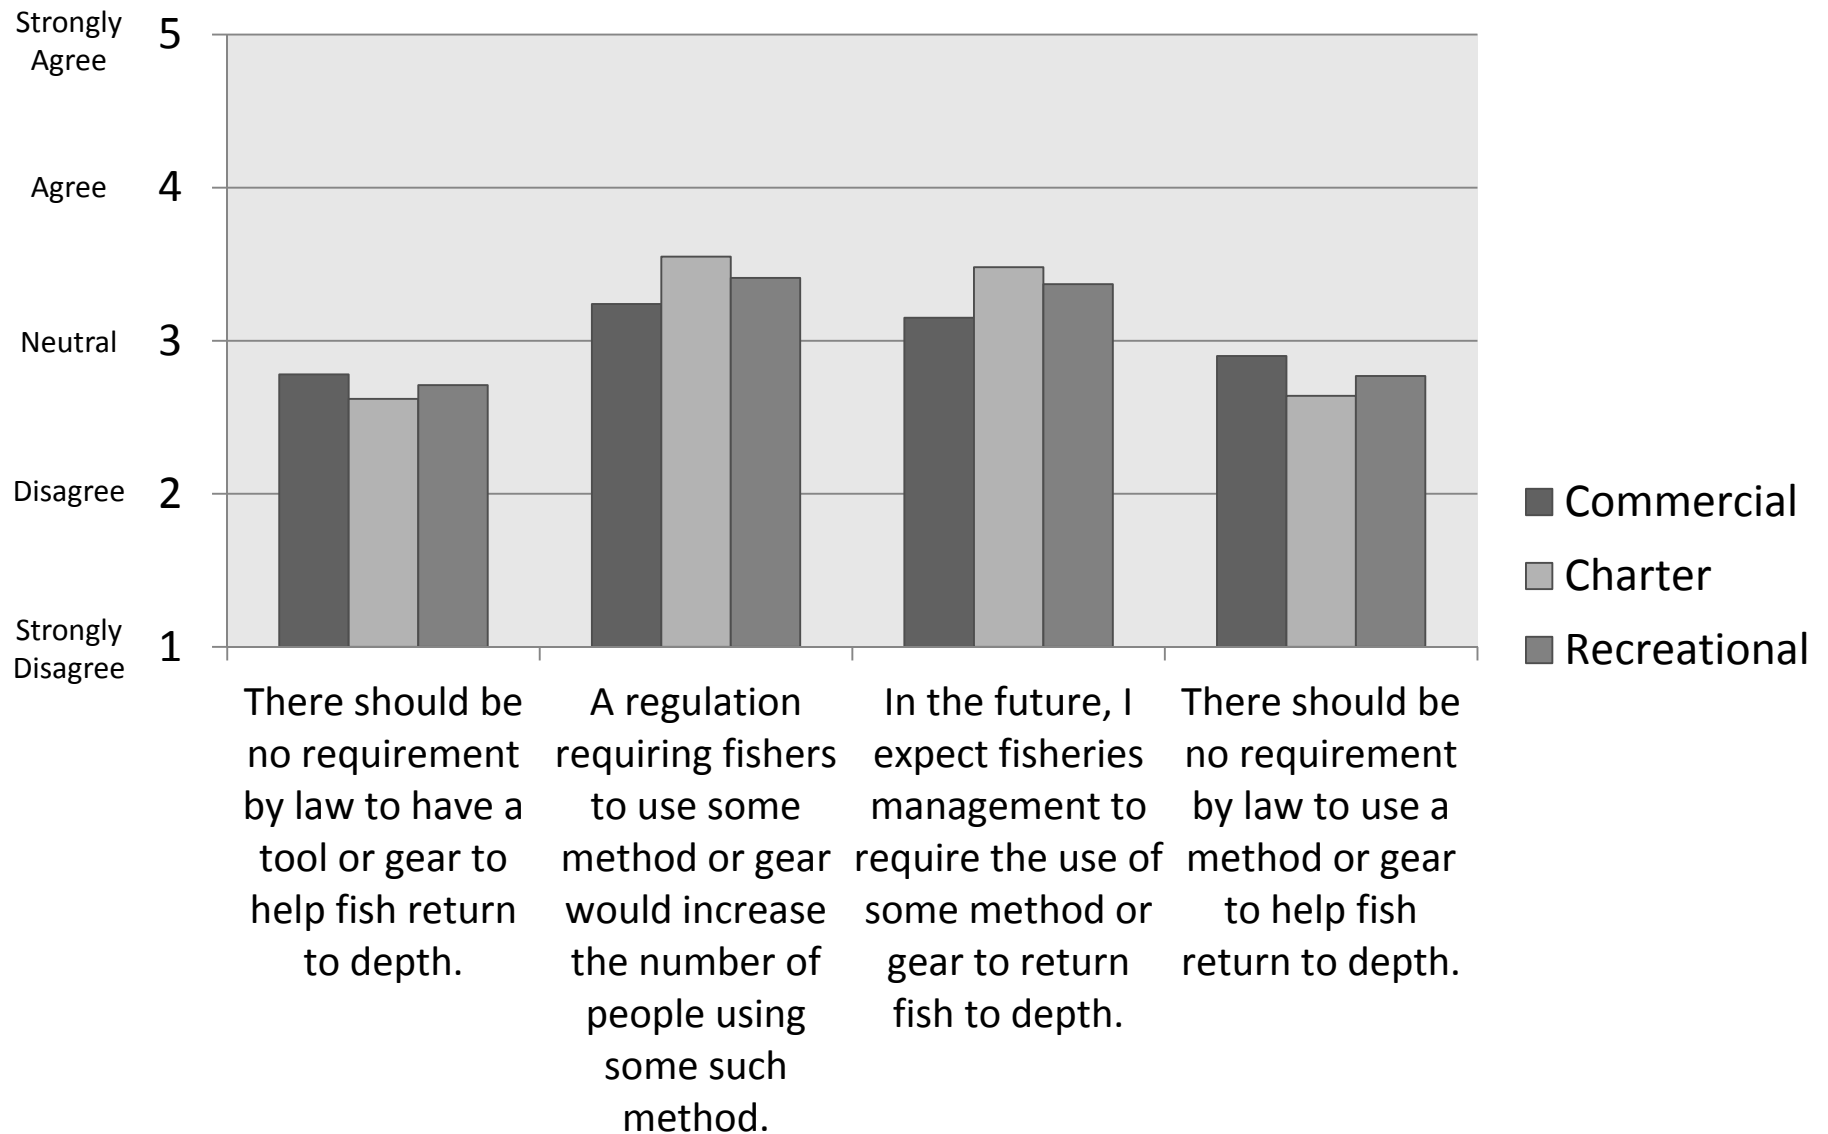 Strongly
Agree
5
Agree
4
Neutral
3
Disagree
2
Strongly
Disagree
1
There should be
no requirement
by law to have a
tool or gear to
help fish return
to depth.
A regulation
requiring fishers
to use some
method or gear
would increase
the number of
people using
some such
method.
In the future, I
expect fisheries
management to
require the use of
some method or
gear to return
fish to depth.
There should be
no requirement
by law to use a
method or gear
to help fish
return to depth.
Commercial
Charter
Recreational